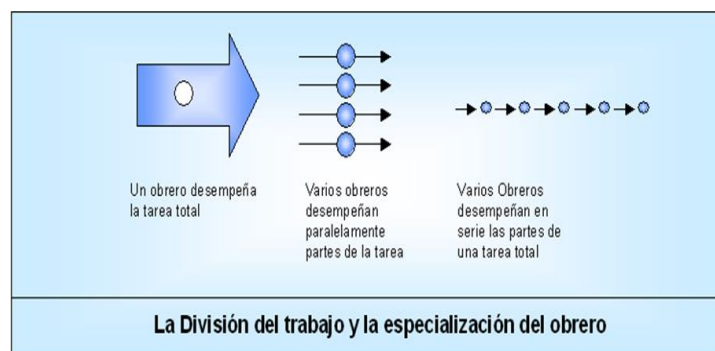 Un obrero desempeña
la tarea total
Varios obreros
desempeñan
paralelamente
partes de la tarea
Varios Obreros
desempeñan en
serie las partes de
una tarea total
La División del trabajo y la especialización del obrero